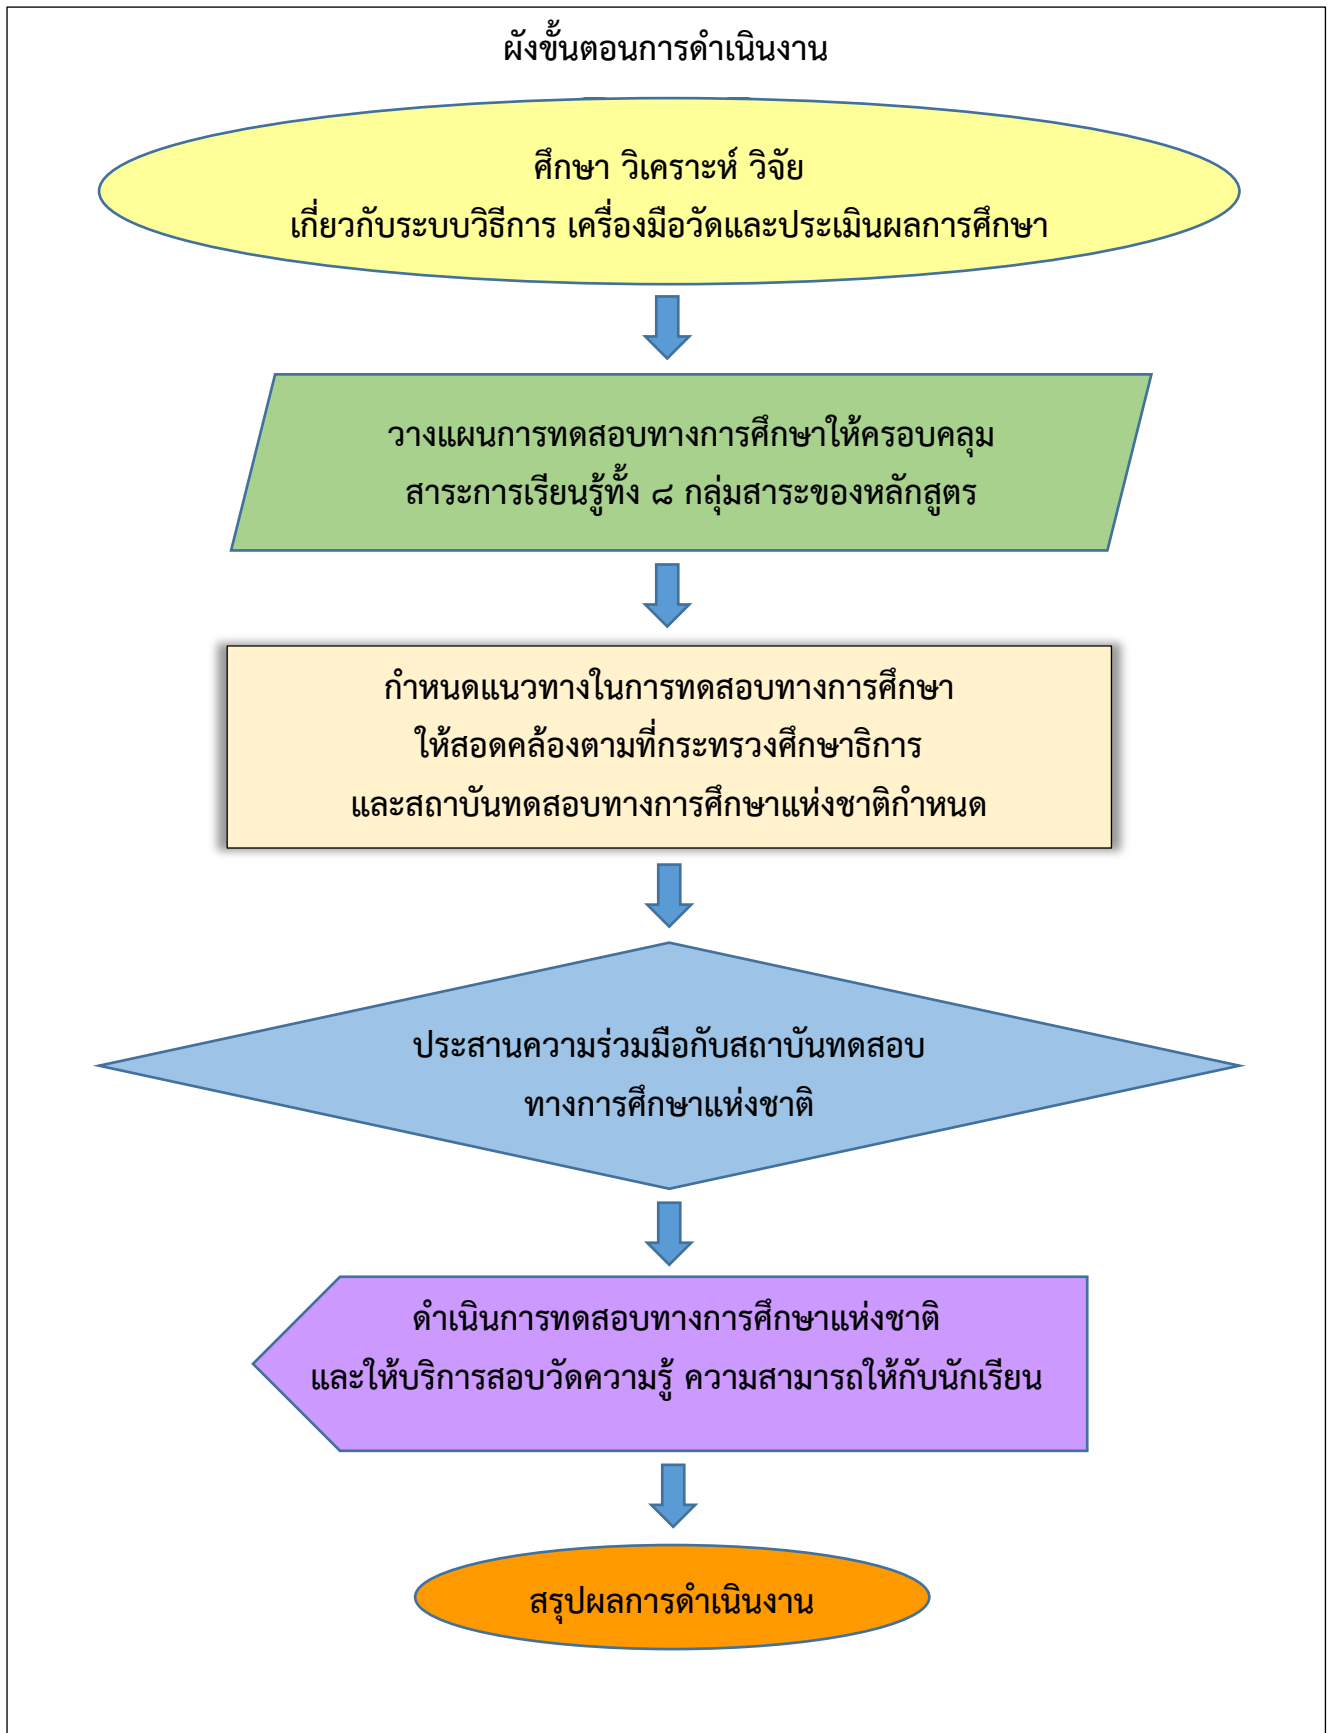 ผังขั้นตอนการดำเนินงาน
ศึกษา วิเคราะห์ วิจัย
เกี่ยวกับระบบวิธีการ เครื่องมือวัดและประเมินผลการศึกษา
วางแผนการทดสอบทางการศึกษาให้ครอบคลุม
สาระการเรียนรู้ทั้ง ๘ กลุ่มสาระของหลักสูตร
กำหนดแนวทางในการทดสอบทางการศึกษา
ให้สอดคล้องตามที่กระทรวงศึกษาธิการ
และสถาบันทดสอบทางการศึกษาแห่งชาติกำหนด
ประสานความร่วมมือกับสถาบันทดสอบ
ทางการศึกษาแห่งชาติ
ดำเนินการทดสอบทางการศึกษาแห่งชาติ
และให้บริการสอบวัดความรู้ ความสามารถให้กับนักเรียน
สรุปผลการดำเนินงาน